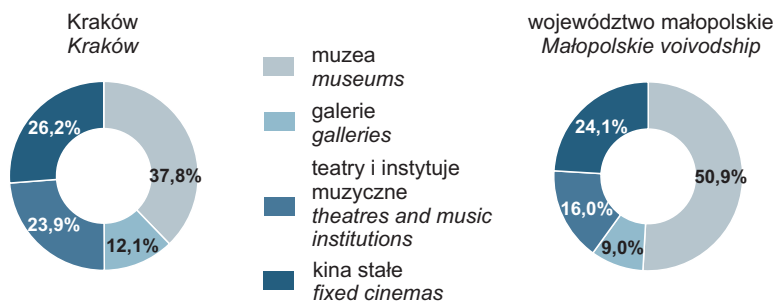 Kraków
Kraków
26,2%
37,8%
23,9%
12,1%
muzea
museums
galerie
galleries
teatry i instytuje
muzyczne
theatres and music
institutions
kina stałe
fixed cinemas
województwo małopolskie
Małopolskie voivodship
24,1%
50,9%
16,0%
9,0%